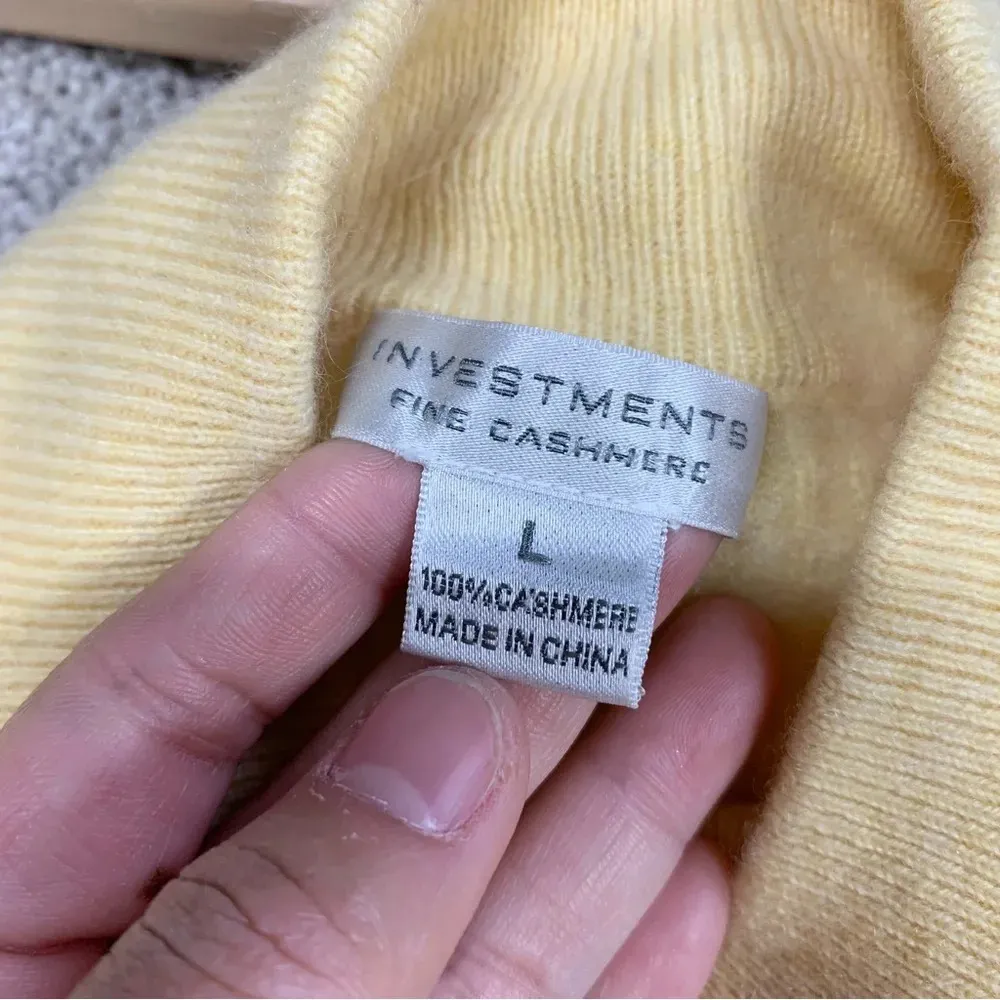 INVESTMENTS
FINE CASHMERE
L
100%CASHMERE
MADE IN CHINA